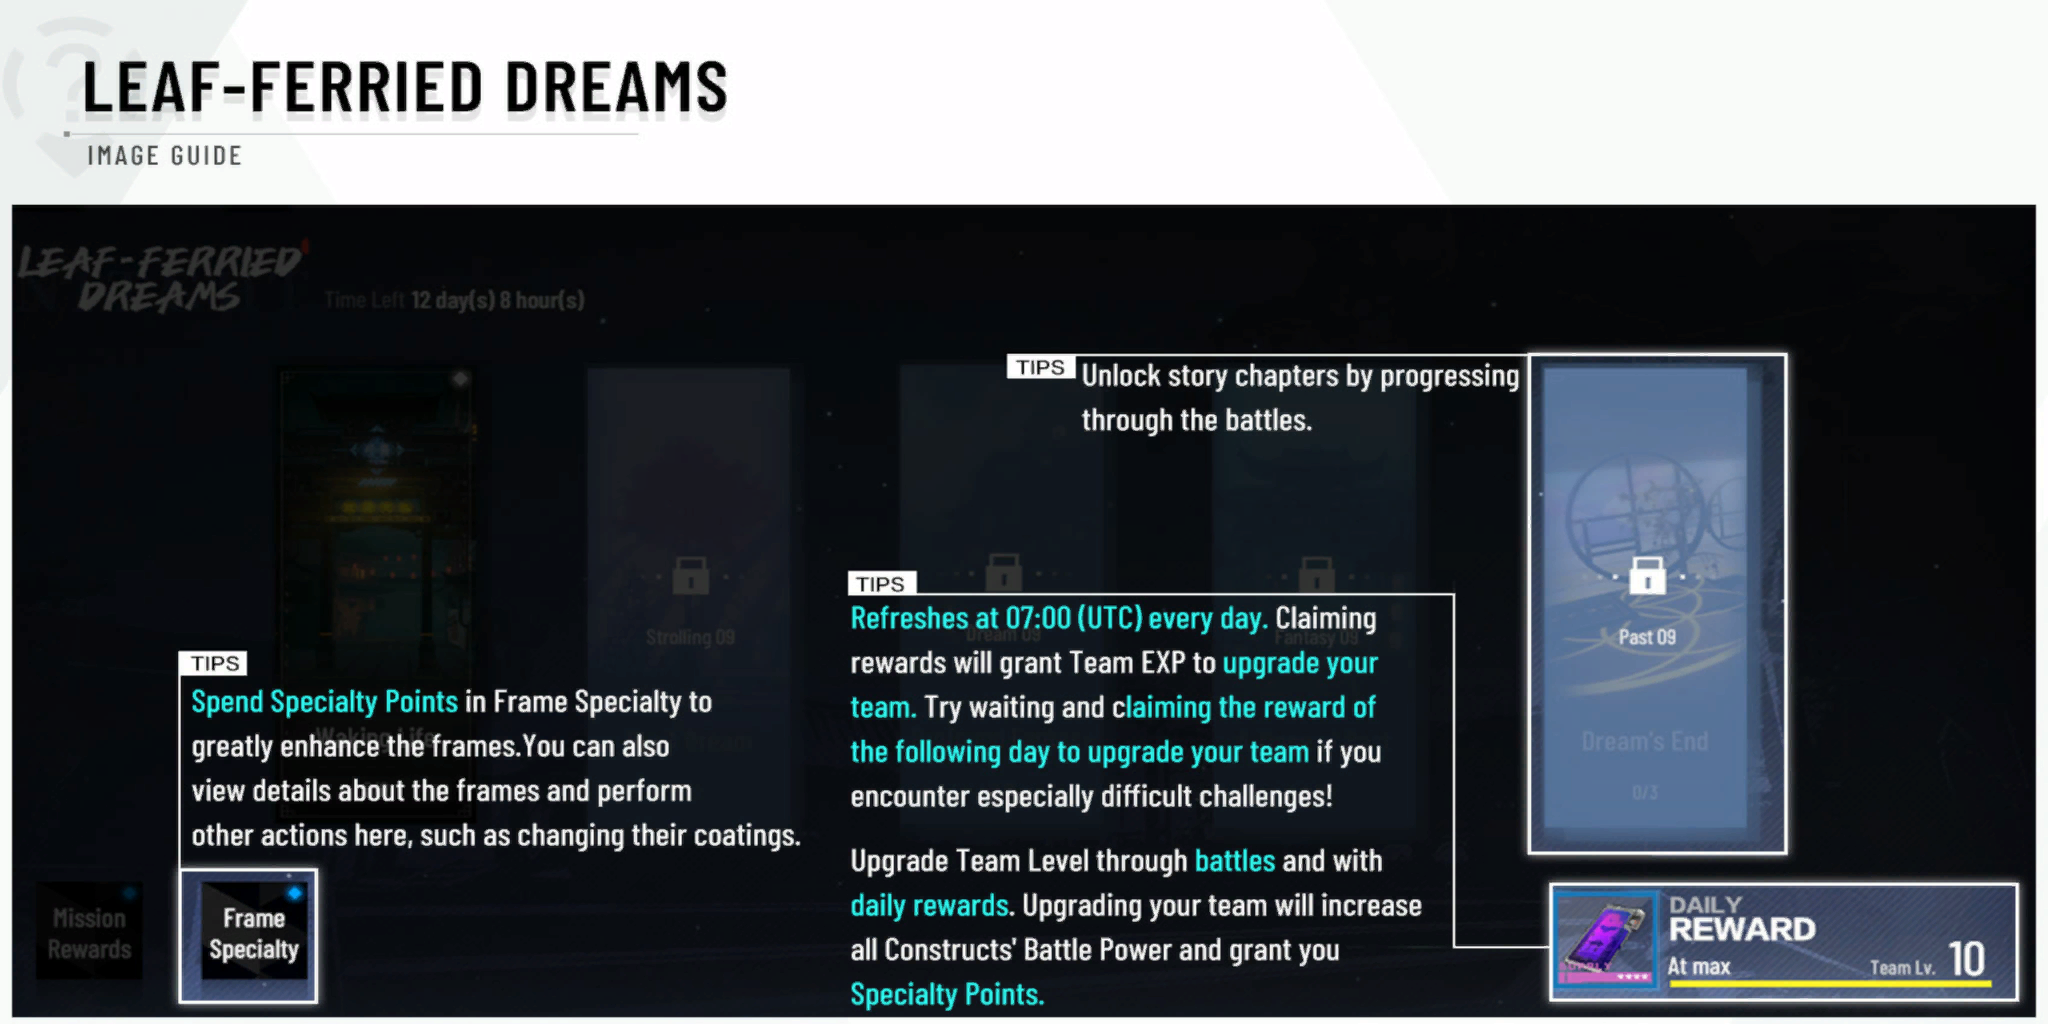 LEAF-FERRIED DREAMS
IMAGE GUIDE
LEAF-FERRIED
DREAMS
Time Left 12 day(s) 8 hour(s)
TIPS
Unlock story chapters by progressing
through the battles.
TIPS
Refreshes at 07:00 (UTC) every day. Claiming
rewards will grant Team EXP to upgrade your
team. Try waiting and claiming the reward of
the following day to upgrade your team if you
encounter especially difficult challenges!
Upgrade Team Level through battles and with
daily rewards. Upgrading your team will increase
all Constructs' Battle Power and grant you
Specialty Points.
Strolling 09
Dream 09
Fantasy 09
Past 09
Dream's End
0/3
TIPS
Spend Specialty Points in Frame Specialty to
greatly enhance the frames.You can also
view details about the frames and perform
other actions here, such as changing their coatings.
Waking Life
Mission
Rewards
Frame
Specialty
DAILY
REWARD
At max
Team Lv. 10
SUPPLY